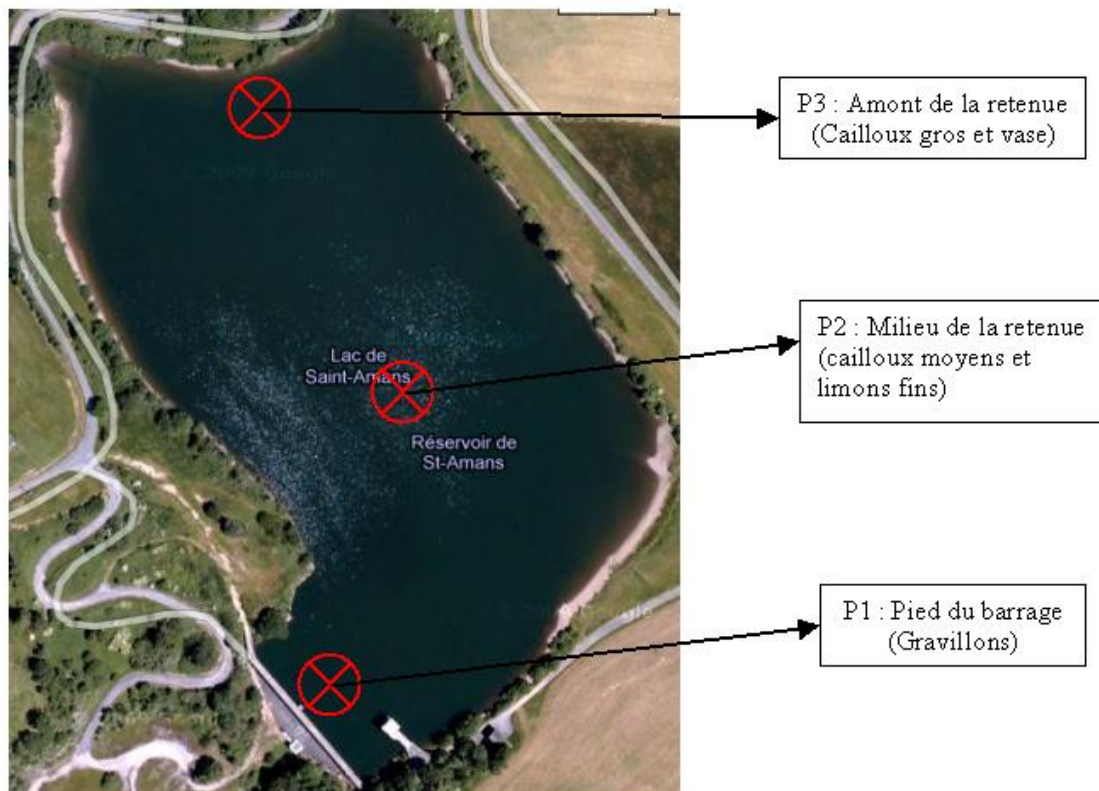 P3 : Amont de la retenue
(Cailloux gros et vase)
P2 : Milieu de la retenue
(cailloux moyens et
limons fins)
Lac de
Saint-Amans
Réservoir de
St-Amans
P1 : Pied du barrage
(Gravillons)